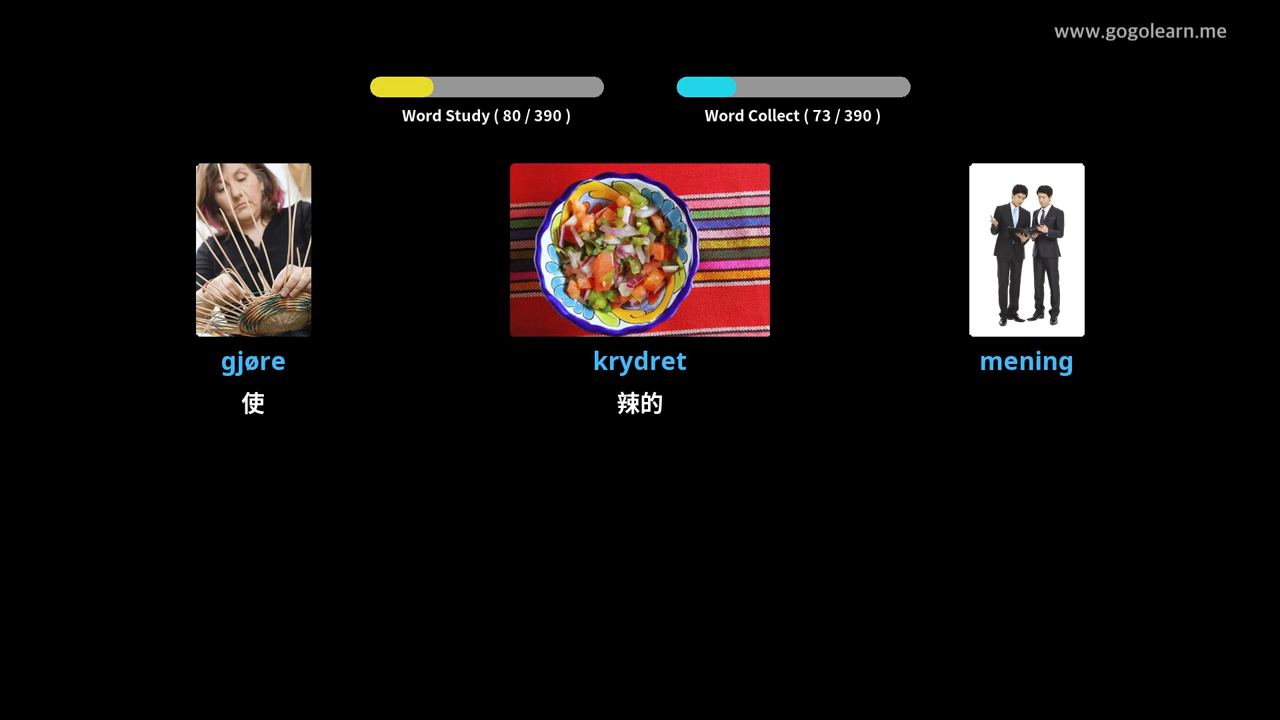 www.gogolearn.me
Word Study ( 80 / 390 )
Word Collect ( 73 / 390 )
gjøre
krydret
mening
使
辣的